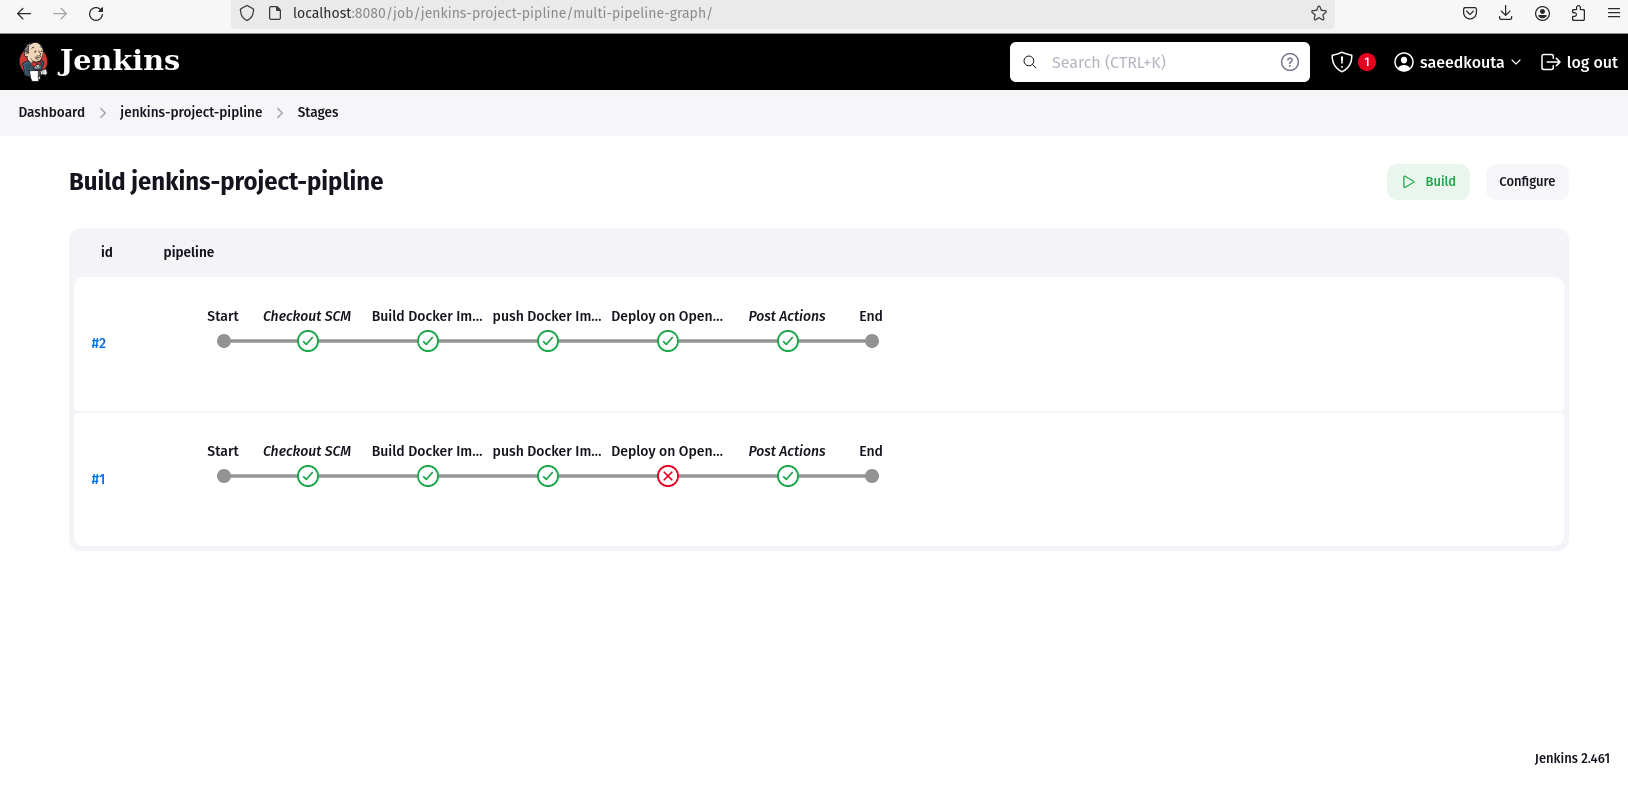 localhost:8080/job/jenkins-project-pipline/multi-pipeline-graph/
Jenkins
Search (CTRL+K)
?
1
saeedkouta
log out
Dashboard
jenkins-project-pipline
Stages
Build jenkins-project-pipline
Build
Configure
id pipeline
Start Checkout SCM Build Docker Im... push Docker Im... Deploy on Open... Post Actions End
#2
Start Checkout SCM Build Docker Im... push Docker Im... Deploy on Open... Post Actions End
#1
Jenkins 2.461